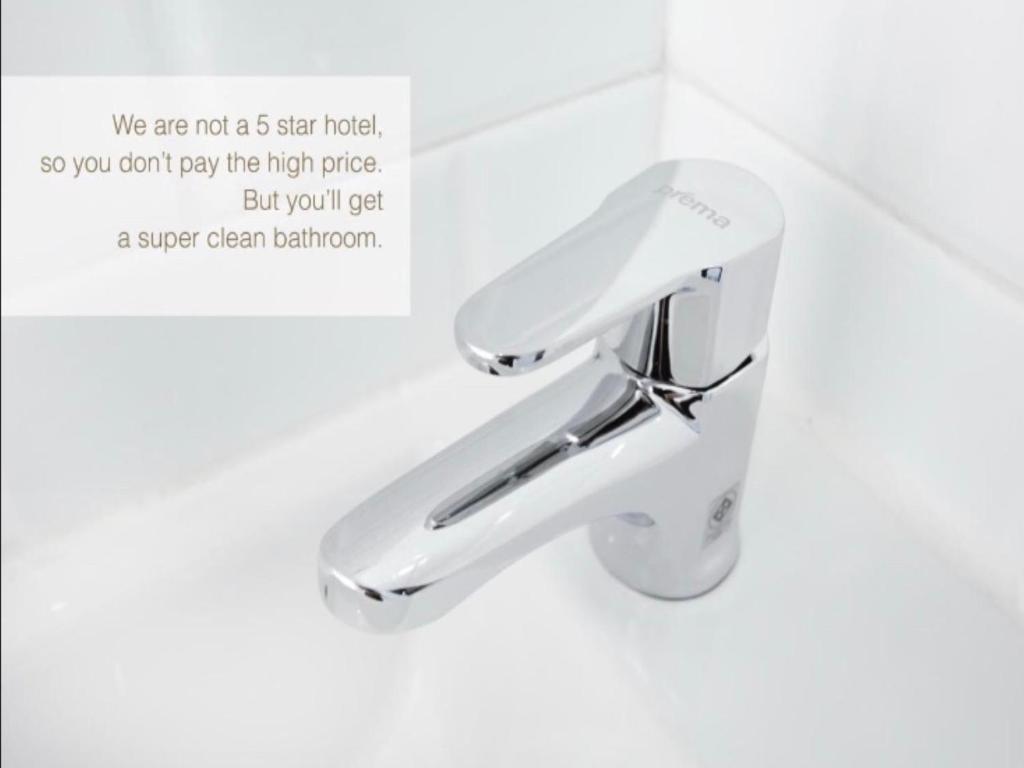 We are not a 5 star hotel,
so you don't pay the high price.
But you'll get
a super clean bathroom.
prēma